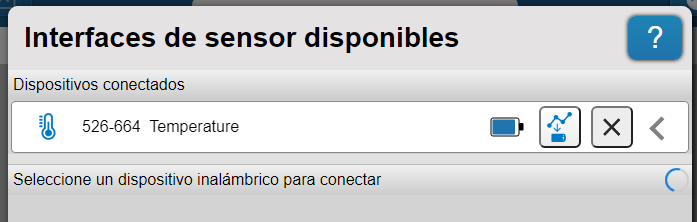 Interfaces de sensor disponibles
?
Dispositivos conectados
526-664 Temperature
Seleccione un dispositivo inalámbrico para conectar